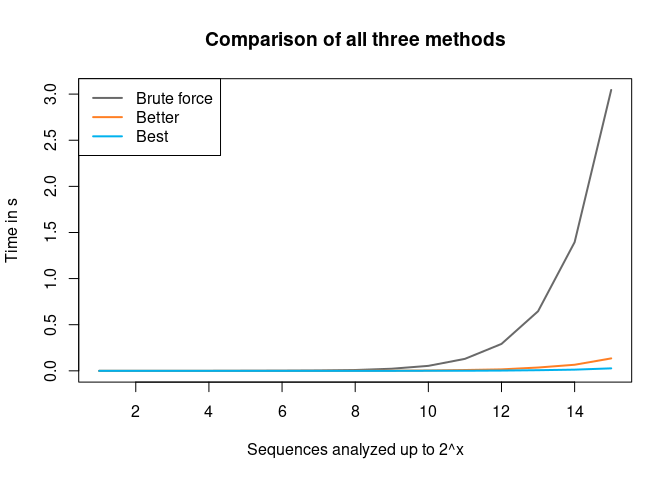 Comparison of all three methods
Brute force
Better
Best
Time in s
3.0
2.5
2.0
1.5
1.0
0.5
0.0
2 4 6 8 10 12 14
Sequences analyzed up to 2^x